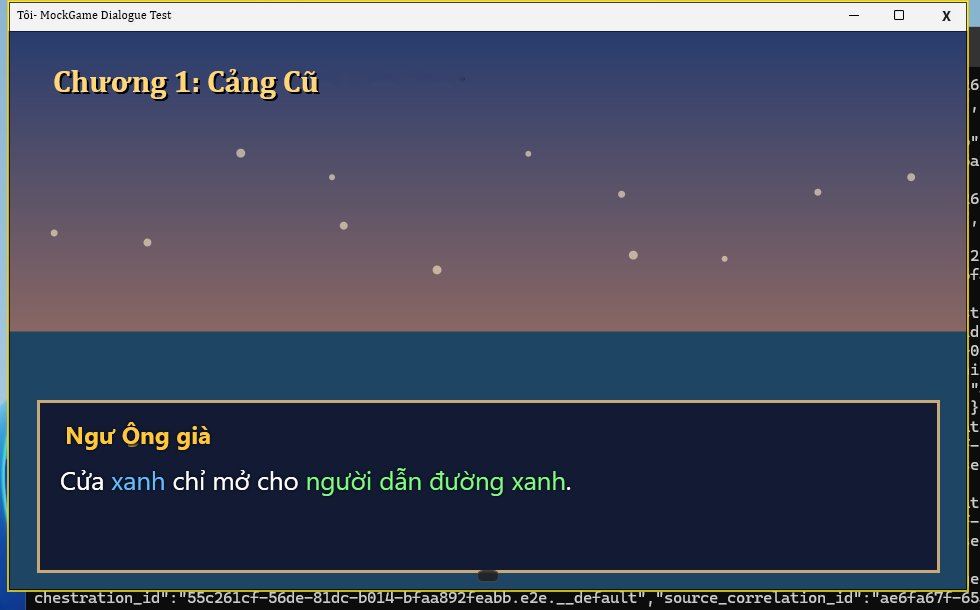 Tôi- MockGame Dialogue Test
Chương 1: Cảng Cũ
Ngư Ông già
Cửa xanh chỉ mở cho người dẫn đường xanh.
chestration_id":"55c261cf-56de-81dc-b014-bfaa892feabb.e2e.__default","source_correlation_id":"ae6fa67f-6